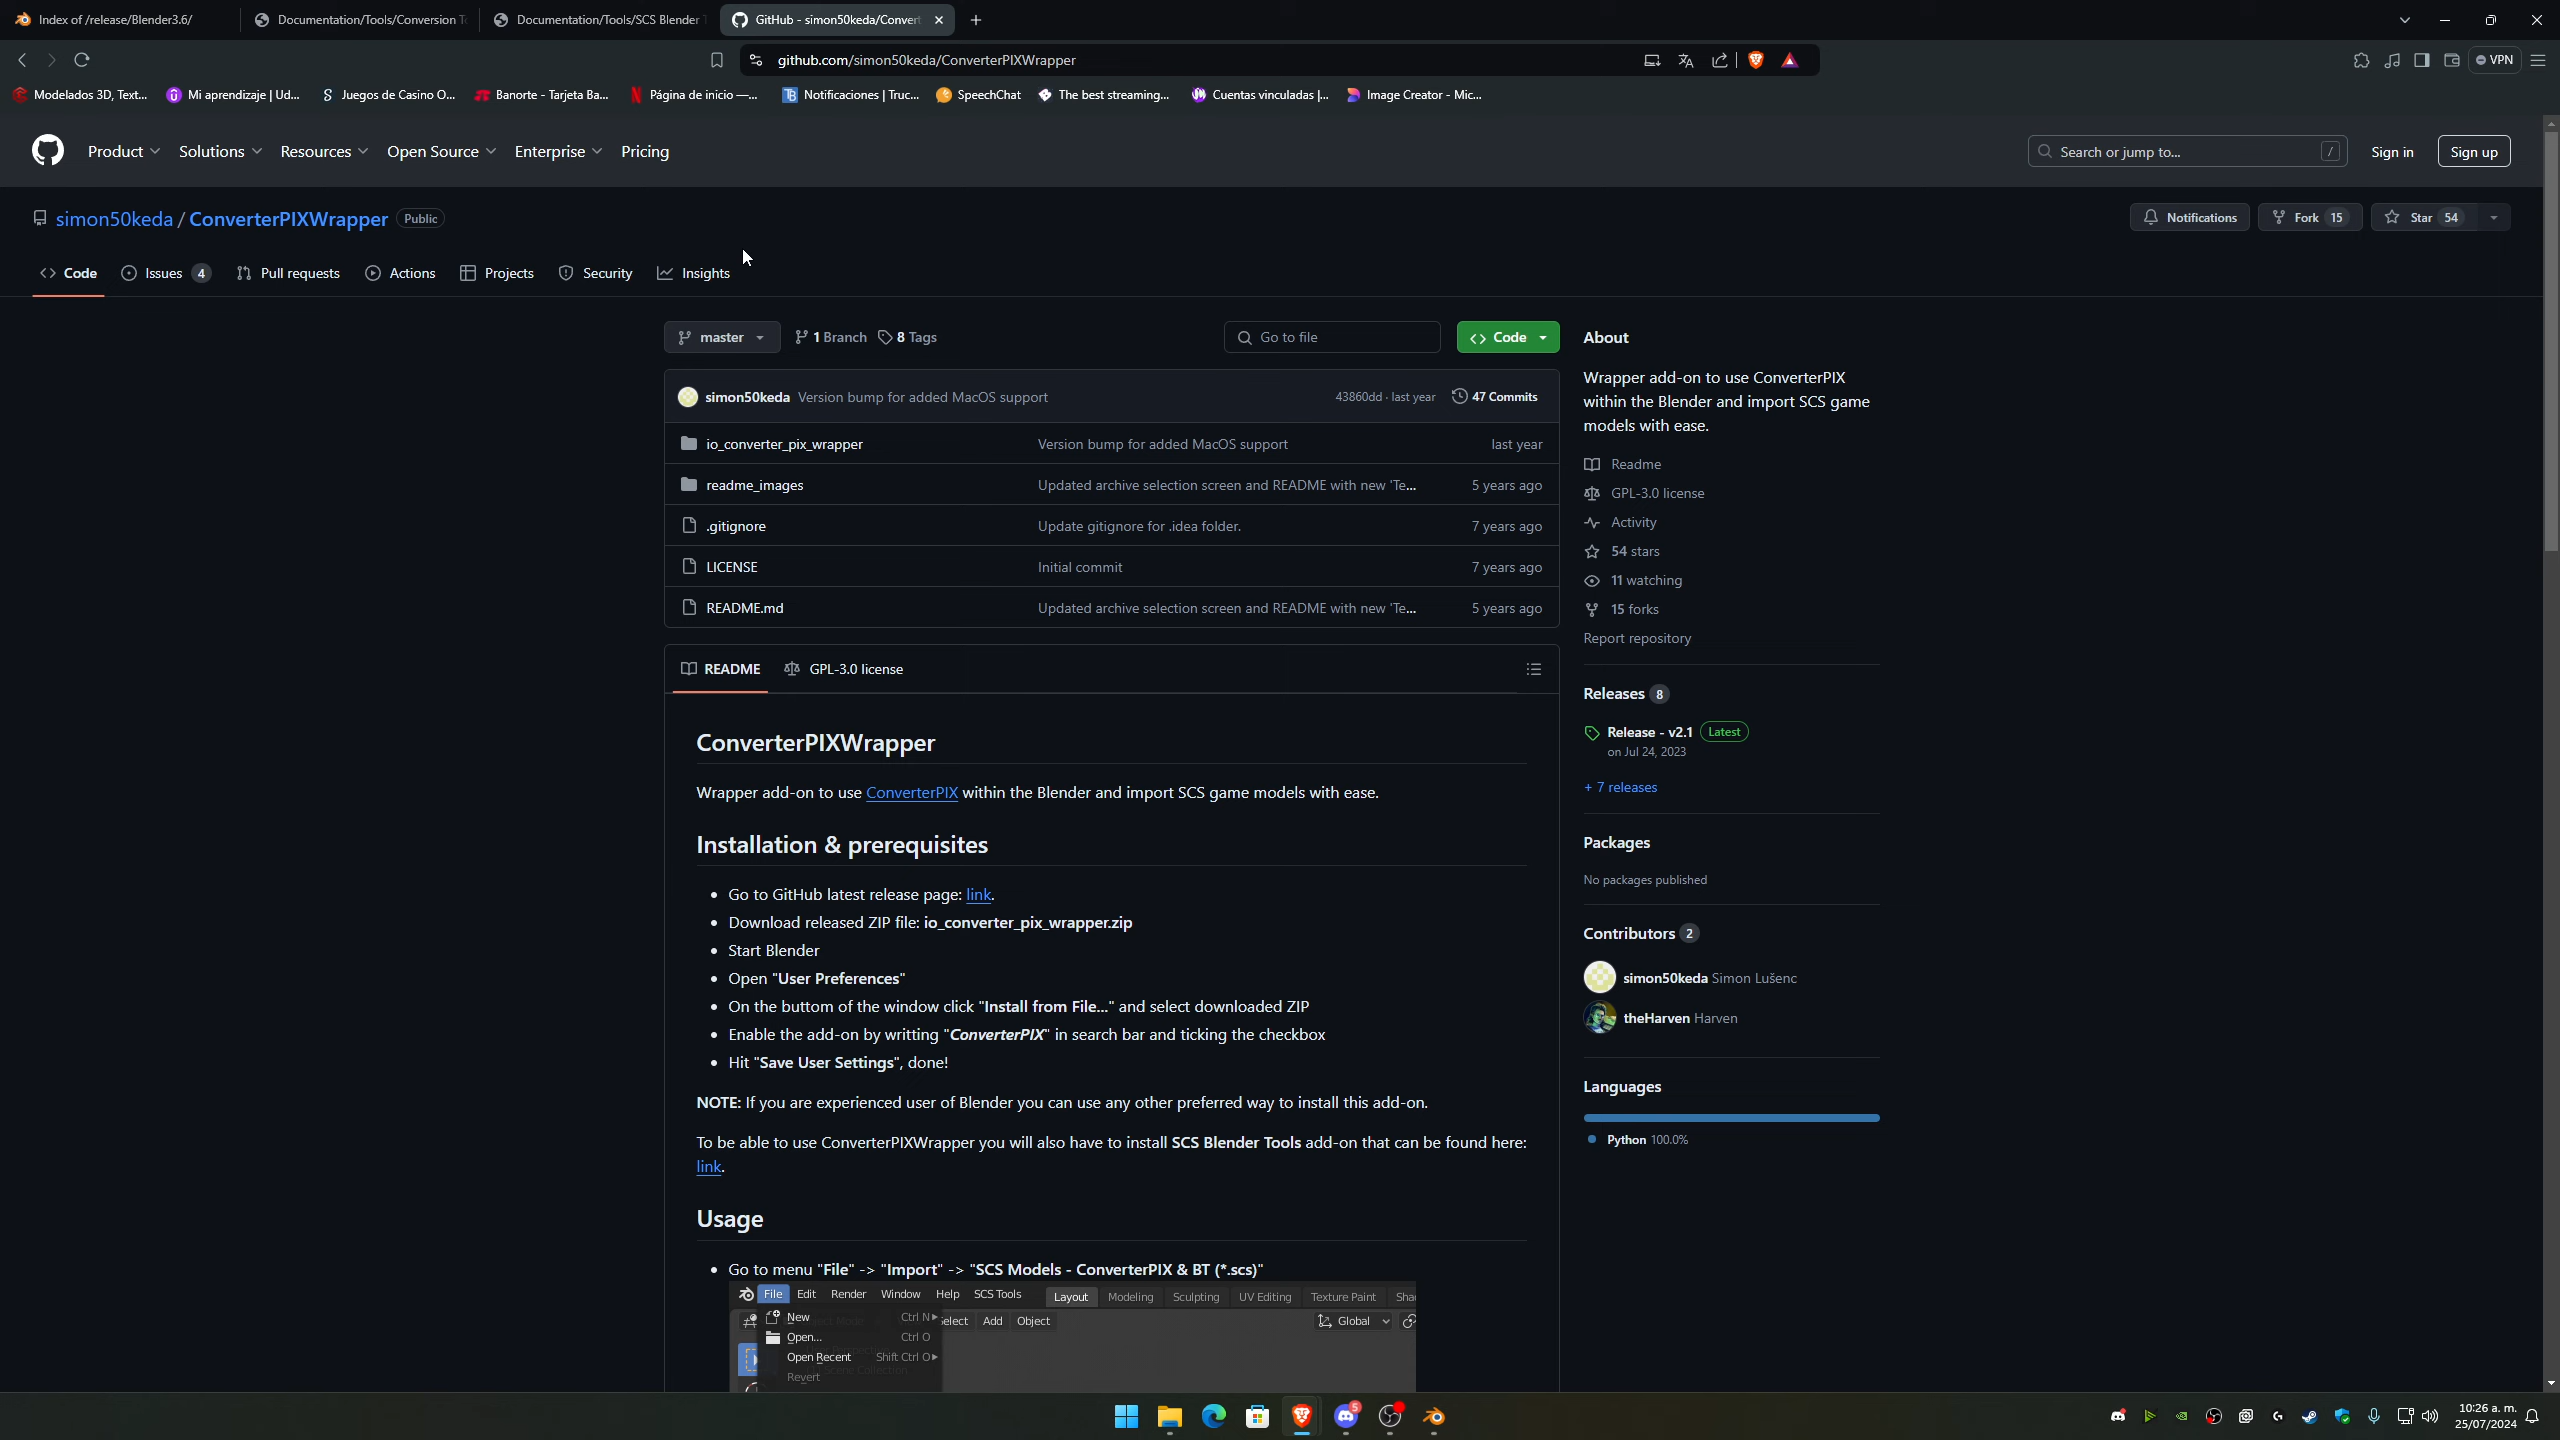 Index of /release/Blender3.6/
Documentation/Tools/Conversion T
Documentation/Tools/SCS Blender T
GitHub - simon50keda/Convert
github.com/simon50keda/ConverterPIXWrapper
VPN
Modelados 3D, Text...
Mi aprendizaje | Ud...
Juegos de Casino O...
Banorte - Tarjeta Ba...
Página de inicio —...
Notificaciones | Truc...
SpeechChat
The best streaming...
Cuentas vinculadas |...
Image Creator - Mic...
Product
Solutions
Resources
Open Source
Enterprise
Pricing
Search or jump to...
/
Sign in
Sign up
simon50keda / ConverterPIXWrapper Public
Notifications
Fork 15
Star 54
Code
Issues 4
Pull requests
Actions
Projects
Security
Insights
master
1 Branch
8 Tags
Go to file
Code
simon50keda Version bump for added MacOS support 43860dd · last year 47 Commits
io_converter_pix_wrapper Version bump for added MacOS support last year
readme_images Updated archive selection screen and README with new 'Te... 5 years ago
.gitignore Update gitignore for .idea folder. 7 years ago
LICENSE Initial commit 7 years ago
README.md Updated archive selection screen and README with new 'Te... 5 years ago
README
GPL-3.0 license
ConverterPIXWrapper
Wrapper add-on to use ConverterPIX within the Blender and import SCS game models with ease.
Installation & prerequisites
• Go to GitHub latest release page: link.
• Download released ZIP file: io_converter_pix_wrapper.zip
• Start Blender
• Open "User Preferences"
• On the buttom of the window click "Install from File..." and select downloaded ZIP
• Enable the add-on by writting "ConverterPIX" in search bar and ticking the checkbox
• Hit "Save User Settings", done!
NOTE: If you are experienced user of Blender you can use any other preferred way to install this add-on.
To be able to use ConverterPIXWrapper you will also have to install SCS Blender Tools add-on that can be found here:
link.
Usage
• Go to menu "File" -> "Import" -> "SCS Models - ConverterPIX & BT (*.scs)"
File Edit Render Window Help SCS Tools Layout Modeling Sculpting UV Editing Texture Paint Sha
New Ctrl N
elect Add Object Global
Open... Ctrl O
Open Recent Shift Ctrl O
Revert
About
Wrapper add-on to use ConverterPIX
within the Blender and import SCS game
models with ease.
Readme
GPL-3.0 license
Activity
54 stars
11 watching
15 forks
Report repository
Releases 8
Release - v2.1 Latest
on Jul 24, 2023
+ 7 releases
Packages
No packages published
Contributors 2
simon50keda Simon Lušenc
theHarven Harven
Languages
Python 100.0%
5
10:26 a. m.
25/07/2024